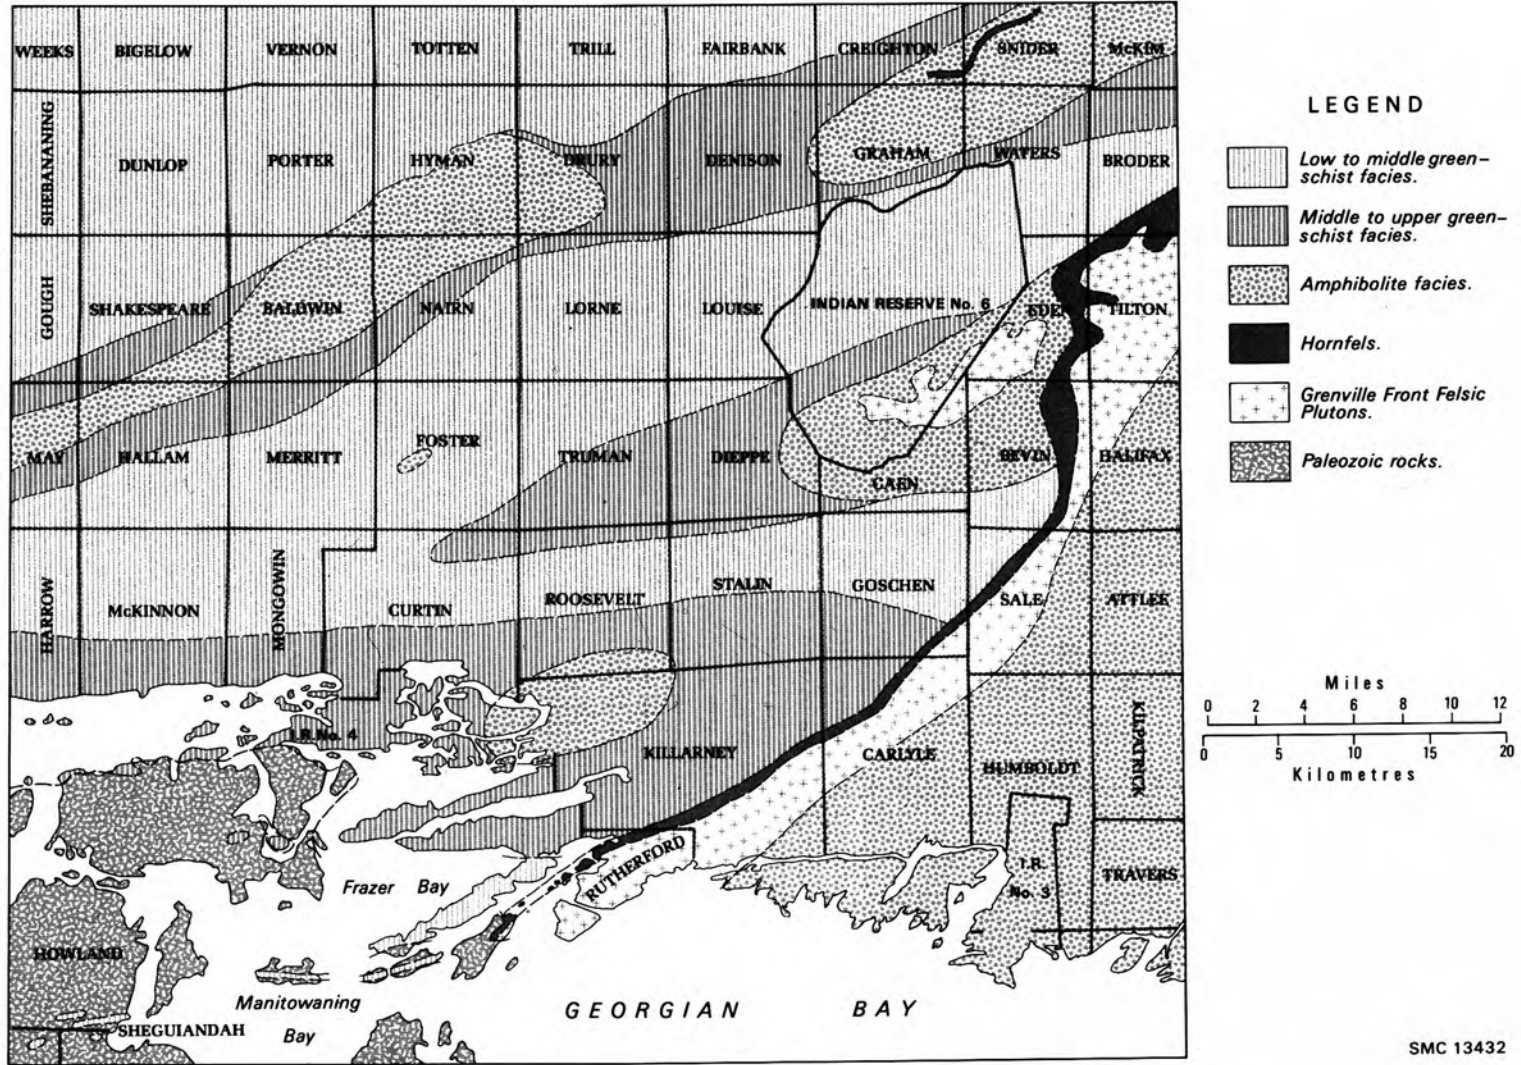 WEEKS BIGELOW VERNON TOTTEN TRILL FAIRBANK CREIGHTON SNIDER McKIM
SHEBANANING DUNLOP PORTER HYMAN DRURY DENISON GRAHAM WATERS BRODER
GOUGH SHAKESPEARE BALDWIN NAIRN LORNE LOUISE INDIAN RESERVE No. 6 EDEN TILTON
MAY HALLAM MERRITT FOSTER TRUMAN DIEPPE CAEN BEVIN HALIFAX
HARROW McKINNON MONGOWIN CURTIN ROOSEVELT STALIN GOSCHEN SALE ATTLEE
I.R. No. 4 KILLARNEY CARLYLE HUMBOLDT KILPATRICK
Frazer Bay RUTHERFORD I.R. TRAVERS
No. 3
HOWLAND
Manitowaning
Bay
GEORGIAN BAY
SHEGUIANDAH
LEGEND
Low to middle green-
schist facies.
Middle to upper green-
schist facies.
Amphibolite facies.
Hornfels.
Grenville Front Felsic
Plutons.
Paleozoic rocks.
Miles
0 2 4 6 8 10 12
0 5 10 15 20
Kilometres
SMC 13432